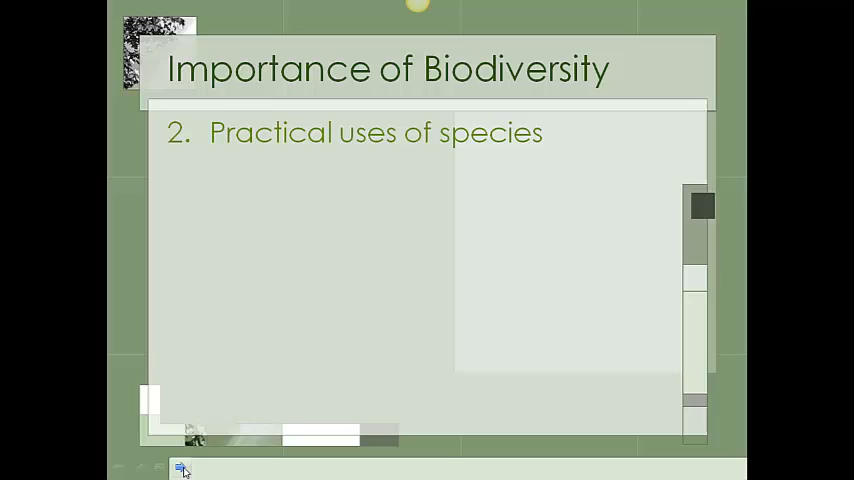 Importance of Biodiversity
2. Practical uses of species